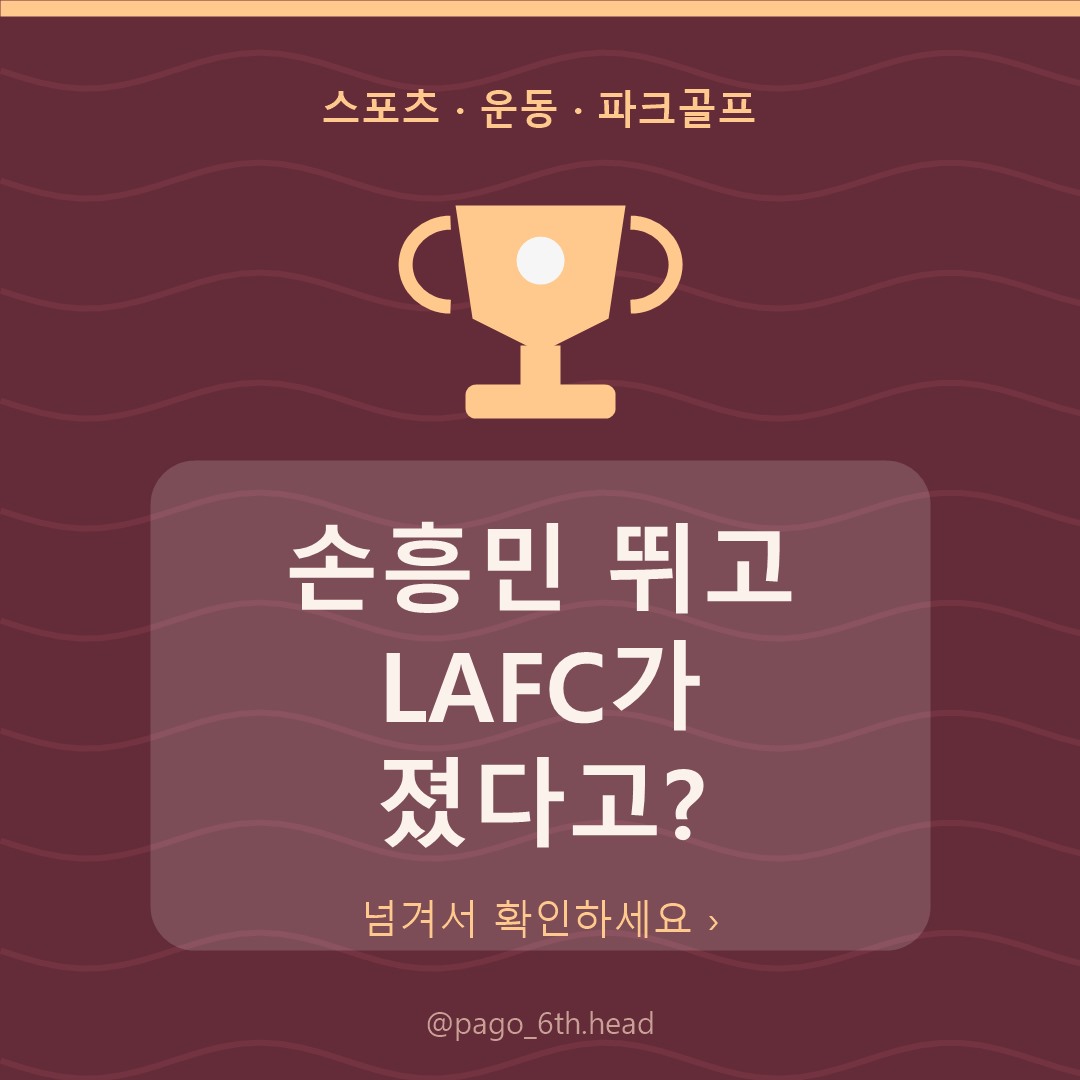 스포츠 · 운동 · 파크골프
손흥민 뛰고
LAFC가
졌다고?
넘겨서 확인하세요 ›
@pago_6th.head